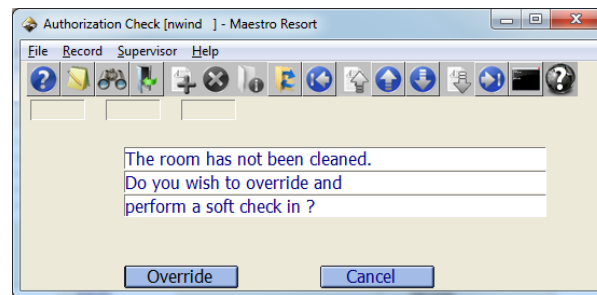 Authorization Check [nwind ] - Maestro Resort
File Record Supervisor Help
The room has not been cleaned.
Do you wish to override and
perform a soft check in ?
Override Cancel